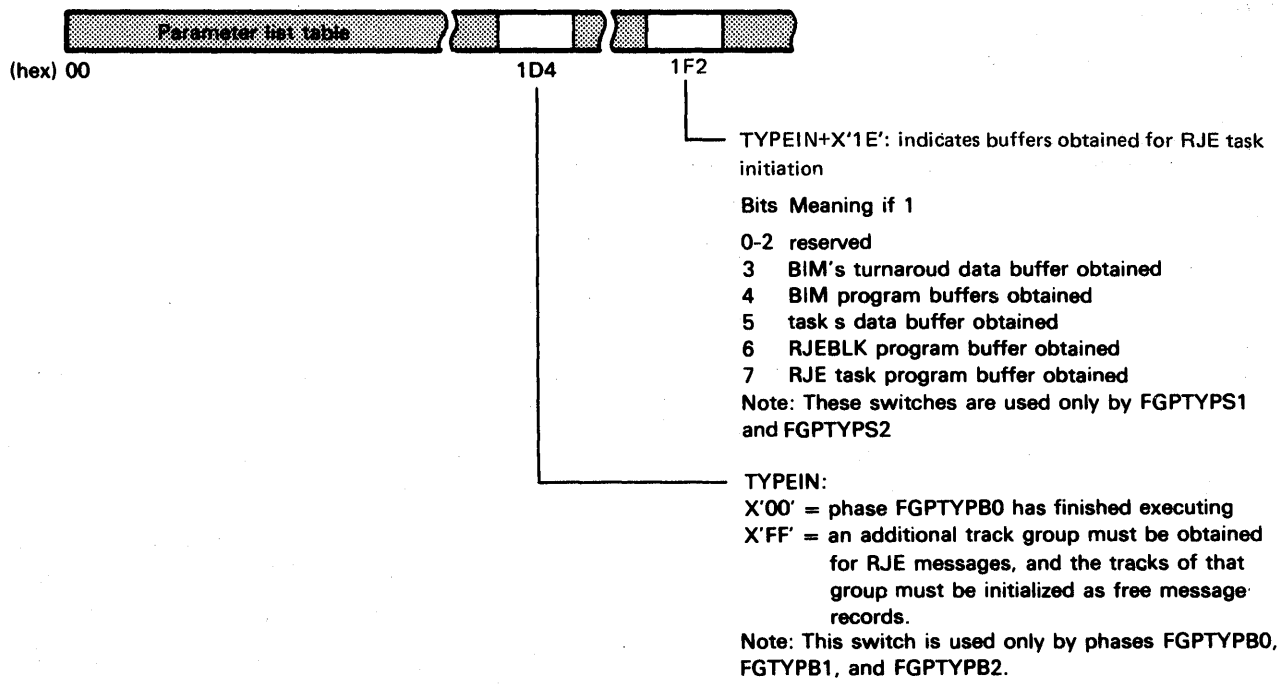 Parameter list table
(hex) 00
1D4
1F2
TYPEIN+X'1E': indicates buffers obtained for RJE task
initiation
Bits Meaning if 1
0-2 reserved
3 BIM's turnaroud data buffer obtained
4 BIM program buffers obtained
5 task s data buffer obtained
6 RJEBLK program buffer obtained
7 RJE task program buffer obtained
Note: These switches are used only by FGPTYPS1
and FGPTYPS2
TYPEIN:
X'00' = phase FGPTYPB0 has finished executing
X'FF' = an additional track group must be obtained
for RJE messages, and the tracks of that
group must be initialized as free message
records.
Note: This switch is used only by phases FGPTYPB0,
FGTYPB1, and FGPTYPB2.